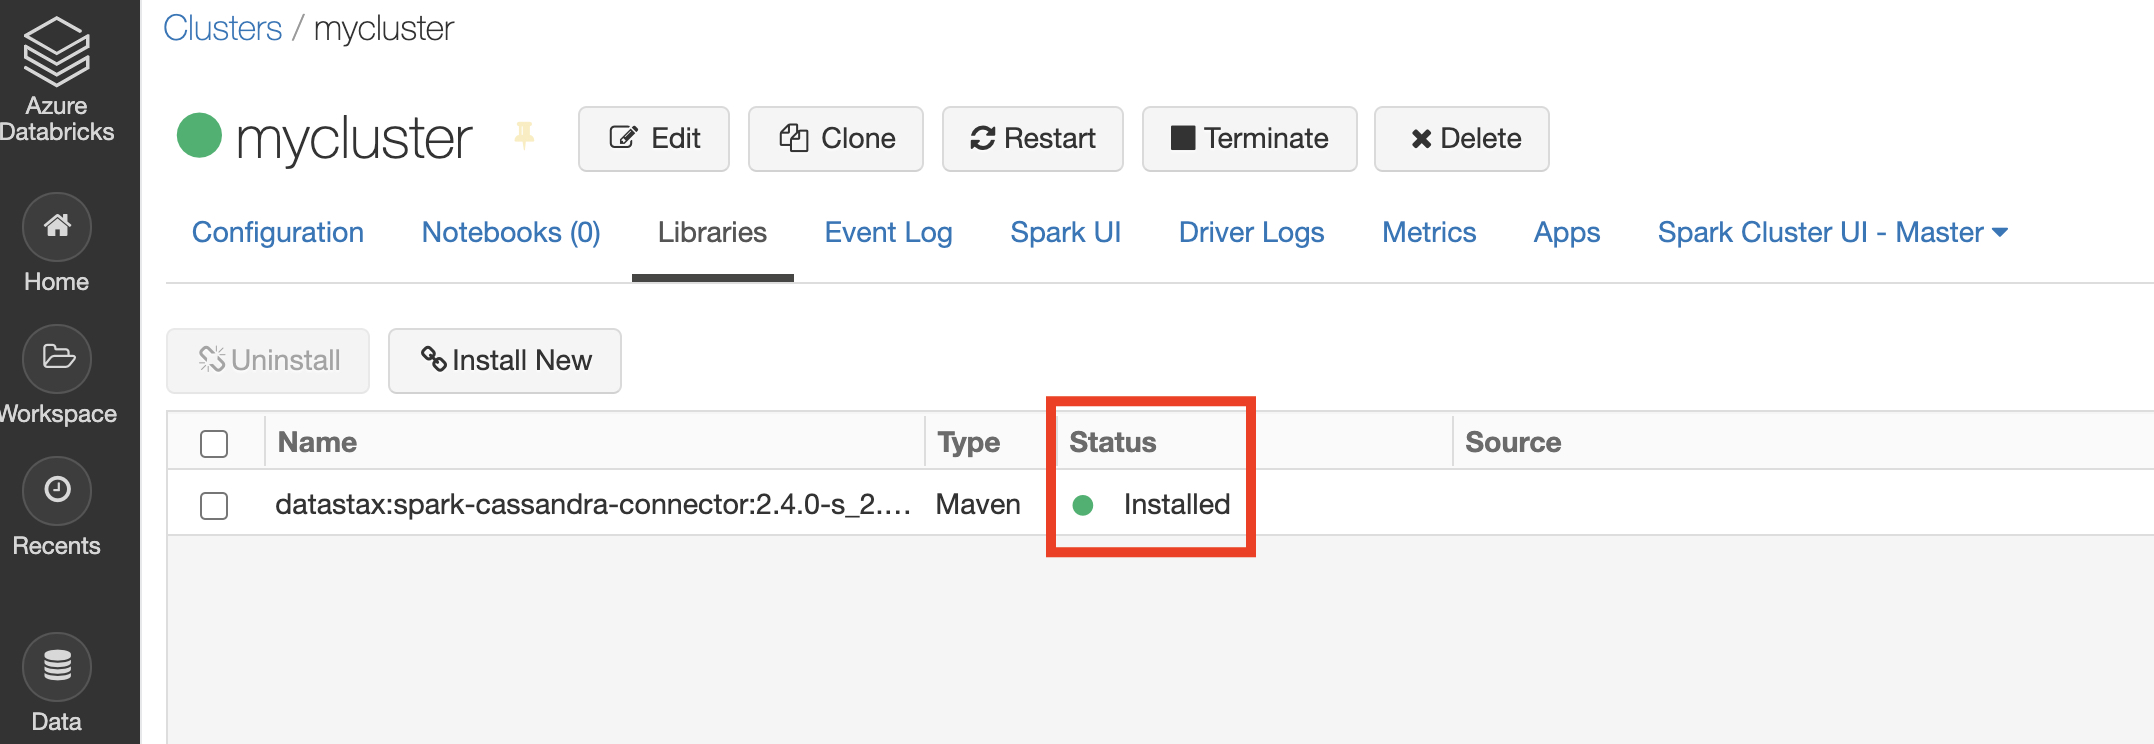 Azure
Databricks
Home
Workspace
Recents
Data
Clusters / mycluster
mycluster
Edit
Clone
Restart
Terminate
Delete
Configuration Notebooks (0) Libraries Event Log Spark UI Driver Logs Metrics Apps Spark Cluster UI - Master
Uninstall
Install New
Name Type Status Source
datastax:spark-cassandra-connector:2.4.0-s_2.... Maven Installed